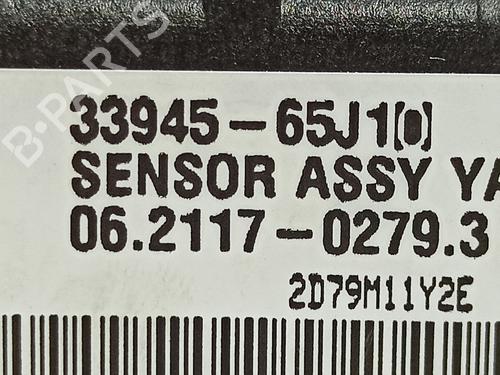 B-PARTS
33945-65J1[0]
SENSOR ASSY YA
06.2117-0279.3
2D79M11Y2E